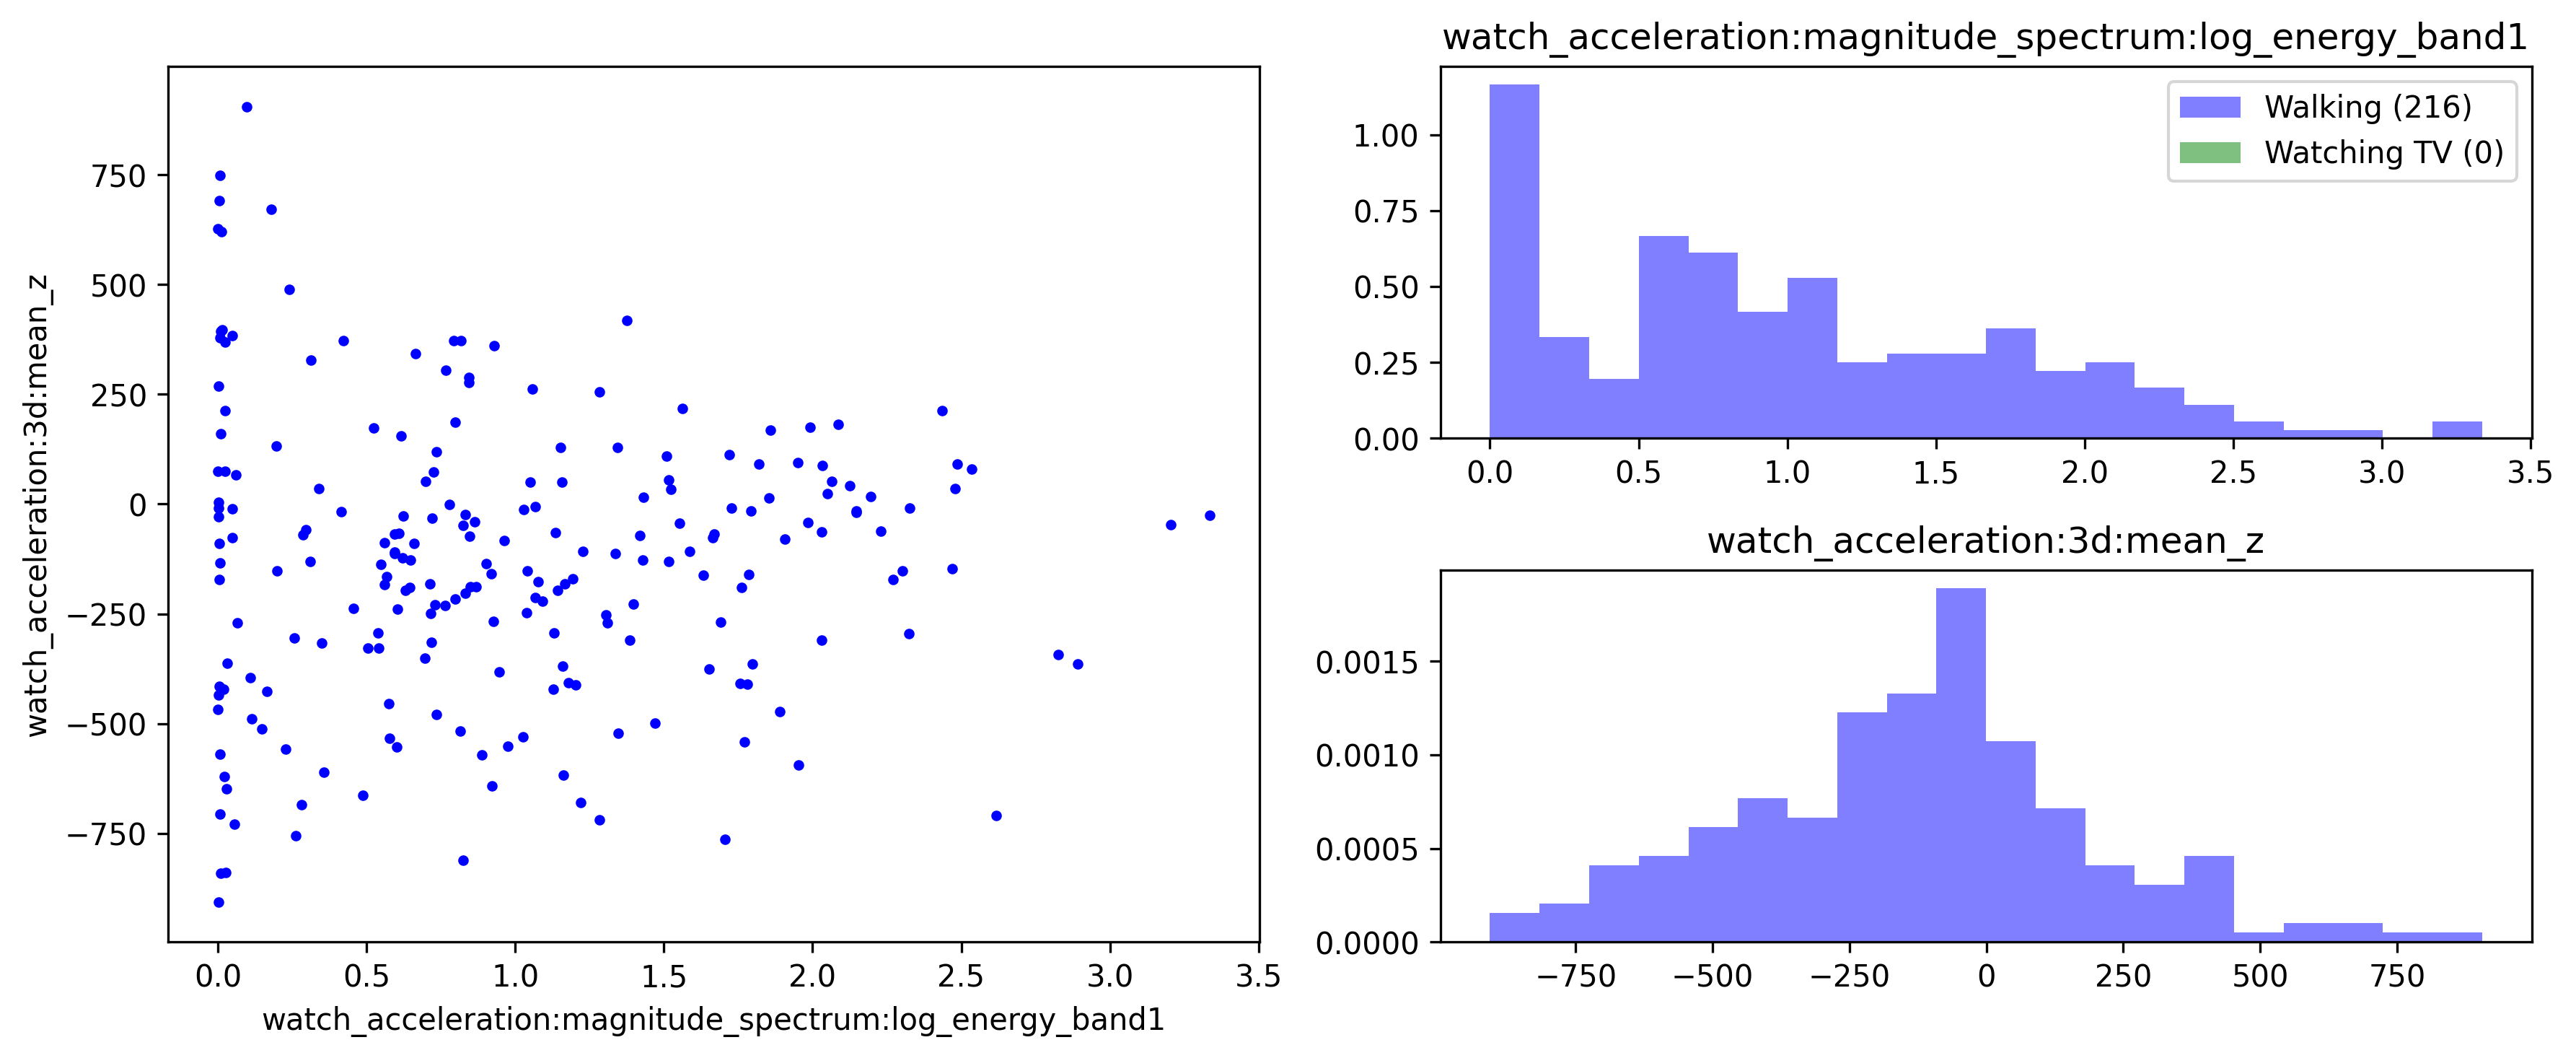 watch_acceleration:3d:mean_z
750
500
250
0
−250
−500
−750
0.0 0.5 1.0 1.5 2.0 2.5 3.0 3.5
watch_acceleration:magnitude_spectrum:log_energy_band1
watch_acceleration:magnitude_spectrum:log_energy_band1
Walking (216)
Watching TV (0)
1.00
0.75
0.50
0.25
0.00
0.0 0.5 1.0 1.5 2.0 2.5 3.0 3.5
watch_acceleration:3d:mean_z
0.0015
0.0010
0.0005
0.0000
−750 −500 −250 0 250 500 750